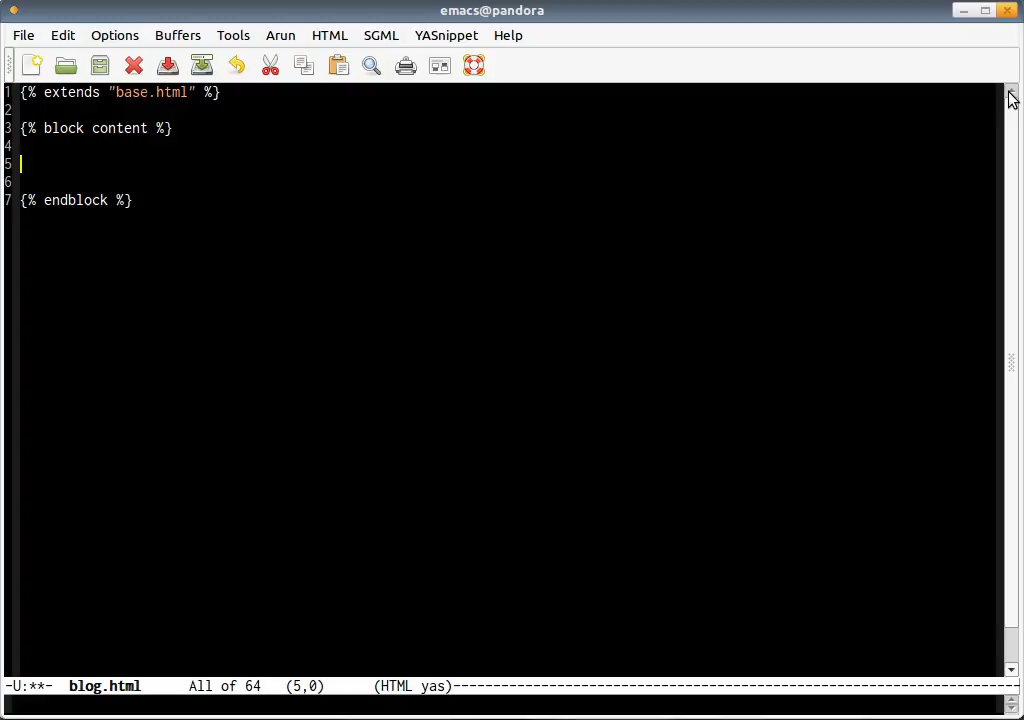 emacs@pandora
File Edit Options Buffers Tools Arun HTML SGML YASnippet Help
1 {% extends "base.html" %}
2
3 {% block content %}
4
5
6
7 {% endblock %}
-U:**-  blog.html      All of 64   (5,0)      (HTML yas)----------------------------------------------------------------------